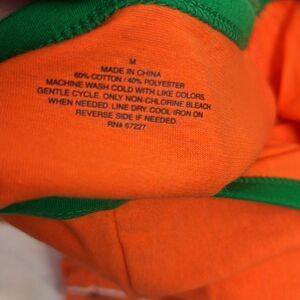 M
MADE IN CHINA
60% COTTON / 40% POLYESTER
MACHINE WASH COLD WITH LIKE COLORS,
GENTLE CYCLE. ONLY NON-CHLORINE BLEACH
WHEN NEEDED. LINE DRY. COOL IRON ON
REVERSE SIDE IF NEEDED.
RN# 67227